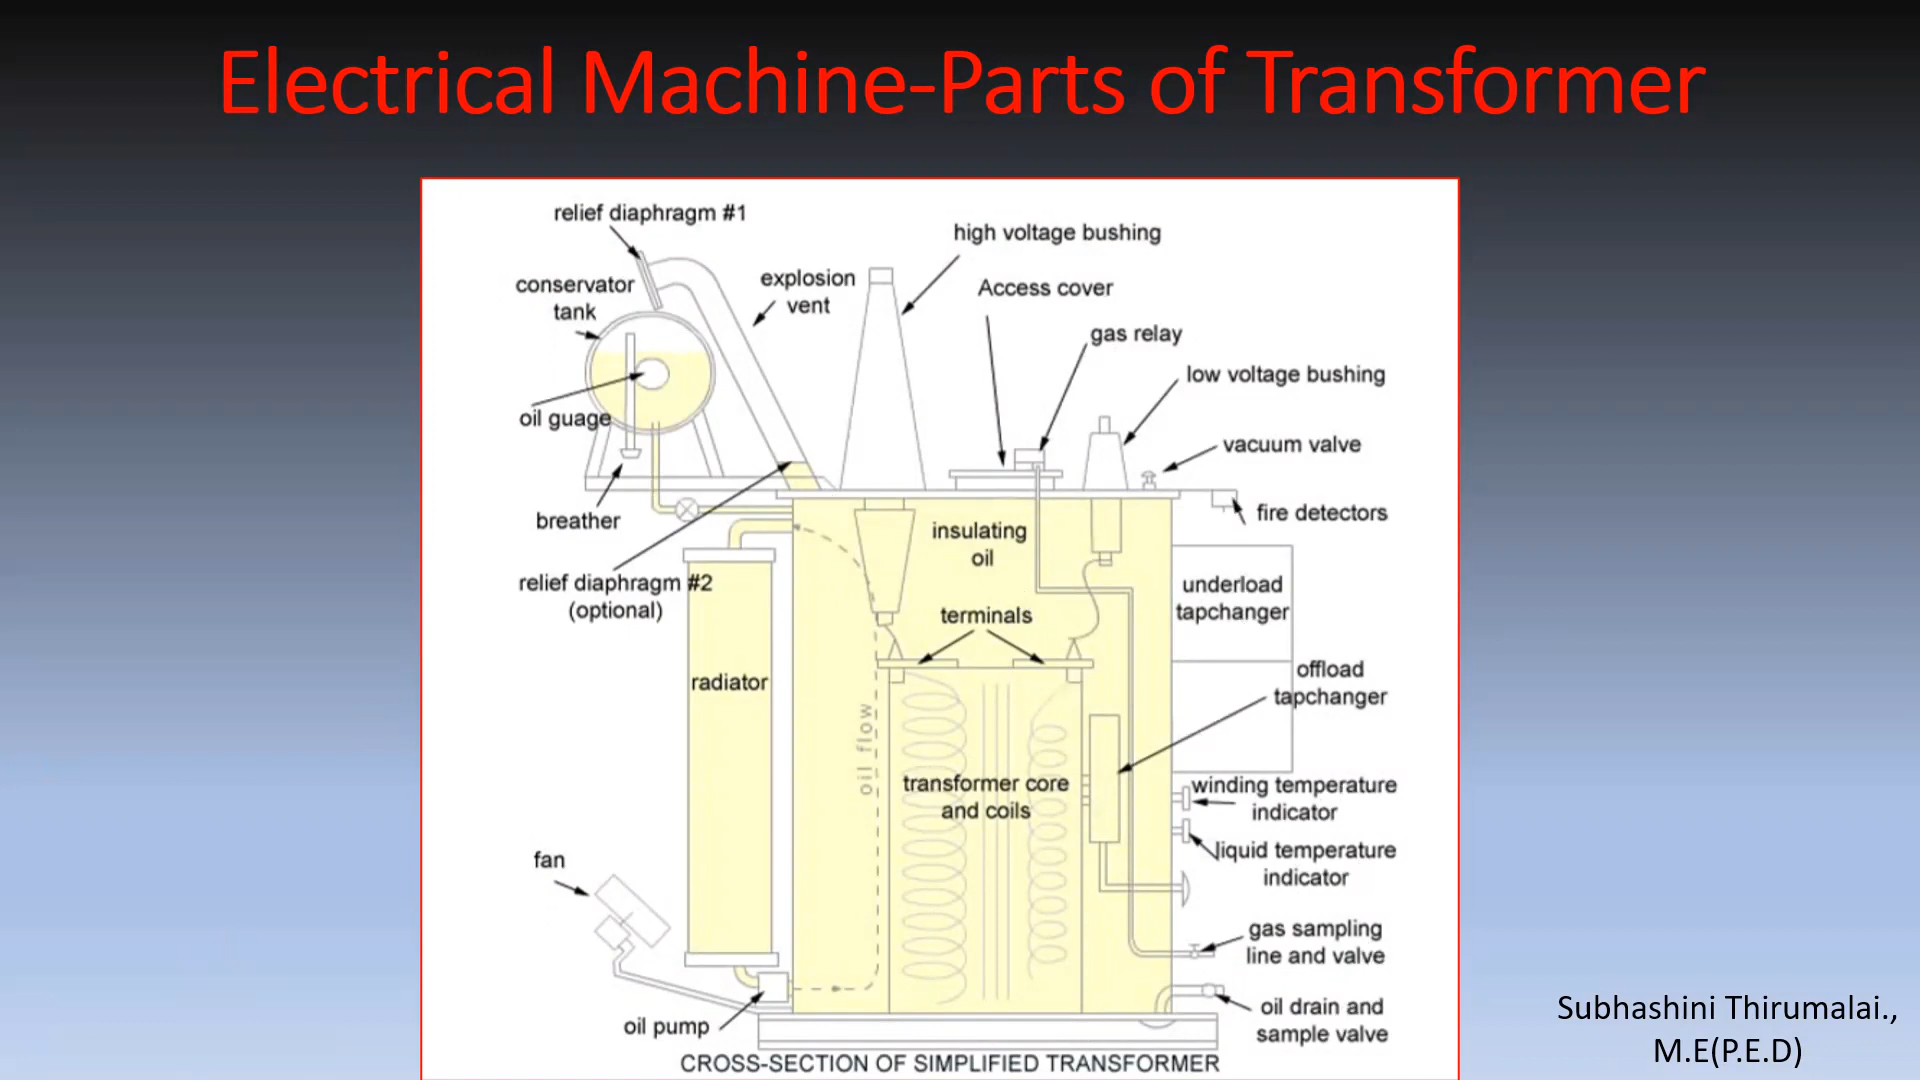 Electrical Machine-Parts of Transformer
relief diaphragm #1
high voltage bushing
explosion
vent
conservator
tank
Access cover
gas relay
low voltage bushing
oil guage
vacuum valve
breather
fire detectors
insulating
oil
relief diaphragm #2
(optional)
terminals
underload
tapchanger
radiator
offload
tapchanger
oil flow
transformer core
and coils
winding temperature
indicator
liquid temperature
indicator
fan
gas sampling
line and valve
oil pump
oil drain and
sample valve
CROSS-SECTION OF SIMPLIFIED TRANSFORMER
Subhashini Thirumalai.,
M.E(P.E.D)